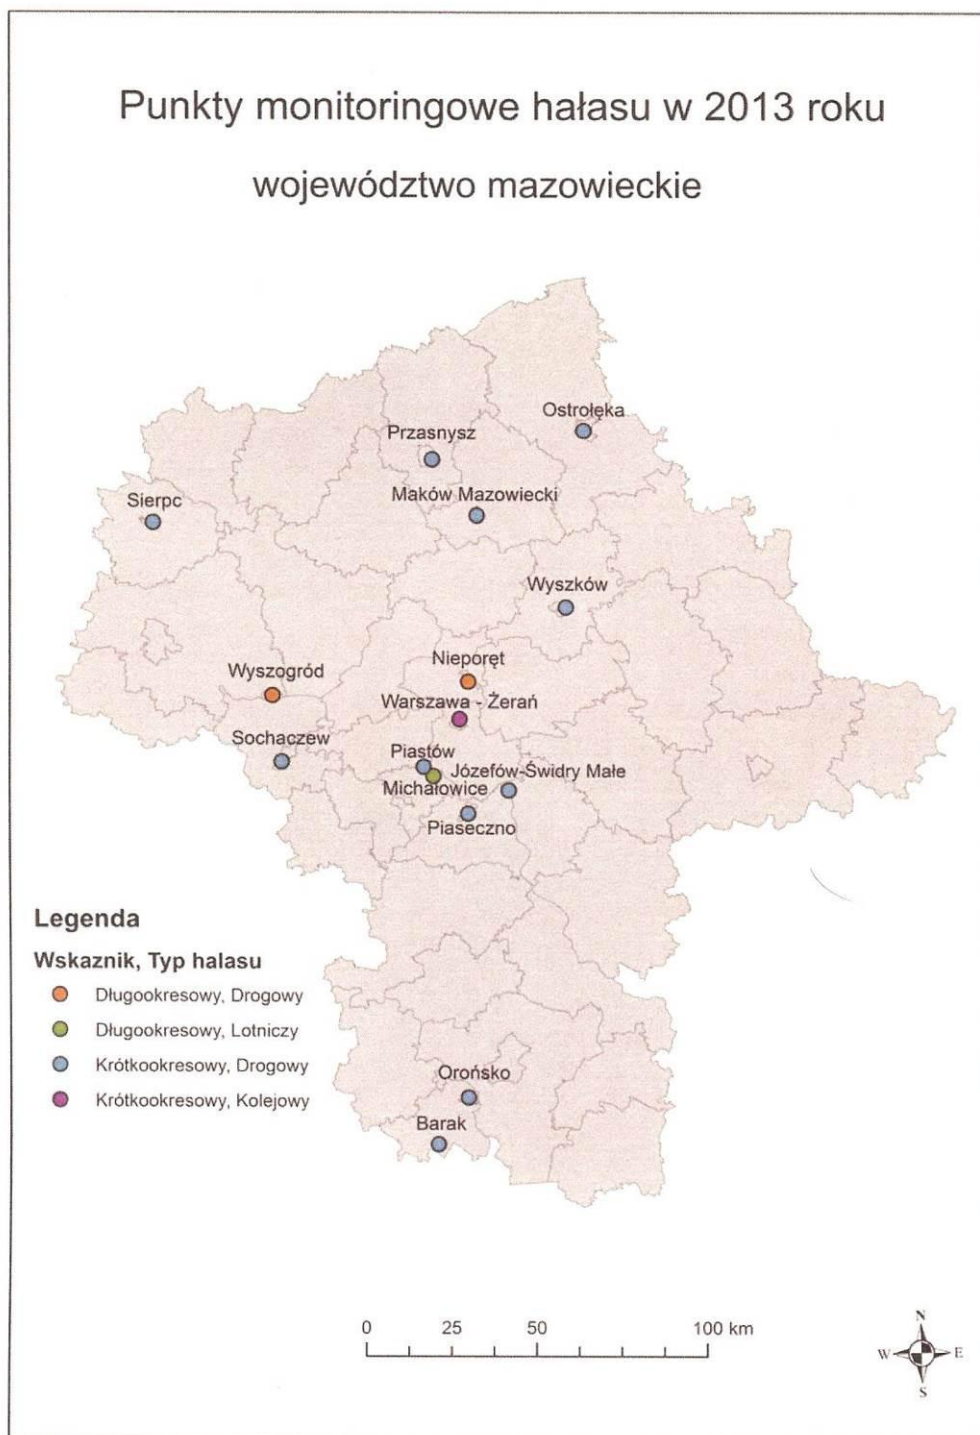 Punkty monitoringowe hałasu w 2013 roku
województwo mazowieckie
Ostrołęka
Przasnysz
Maków Mazowiecki
Sierpc
Wyszków
Nieporęt
Wyszogród
Warszawa - Żerań
Sochaczew
Piastów
Józefów-Świdry Małe
Michałowice
Piaseczno
Legenda
Wskaznik, Typ halasu
Długookresowy, Drogowy
Długookresowy, Lotniczy
Krótkookresowy, Drogowy
Krótkookresowy, Kolejowy
Orońsko
Barak
0 25 50 100 km
N
W E
S